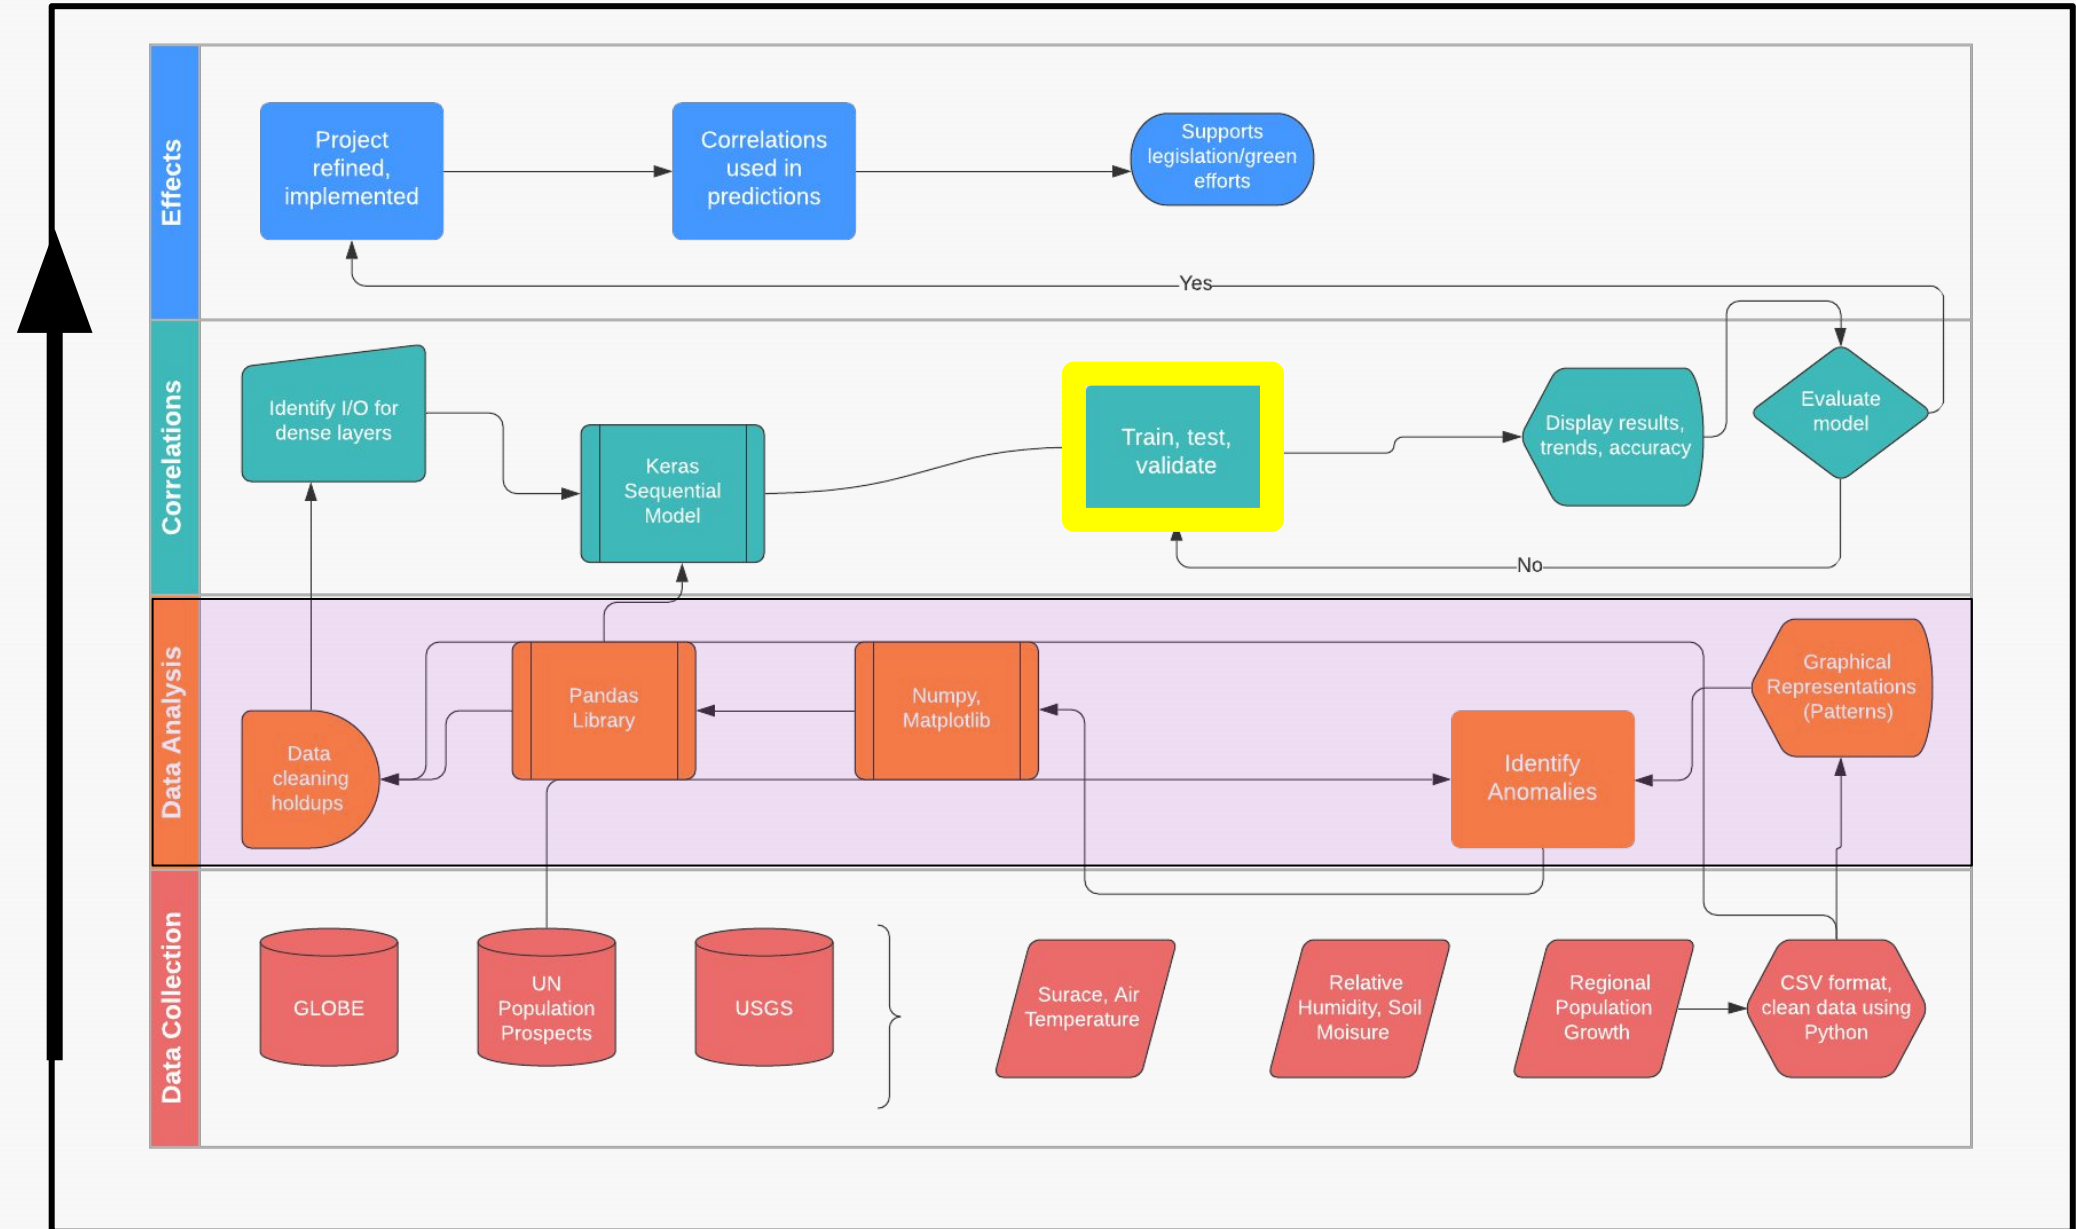 Effects
Project
refined,
implemented
Correlations
used in
predictions
Supports
legislation/green
efforts
Yes
Correlations
Identify I/O for
dense layers
Keras
Sequential
Model
Train, test,
validate
Display results,
trends, accuracy
Evaluate
model
No
Data Analysis
Data
cleaning
holdups
Pandas
Library
Numpy,
Matplotlib
Identify
Anomalies
Graphical
Representations
(Patterns)
Data Collection
GLOBE
UN
Population
Prospects
USGS
Surace, Air
Temperature
Relative
Humidity, Soil
Moisure
Regional
Population
Growth
CSV format,
clean data using
Python